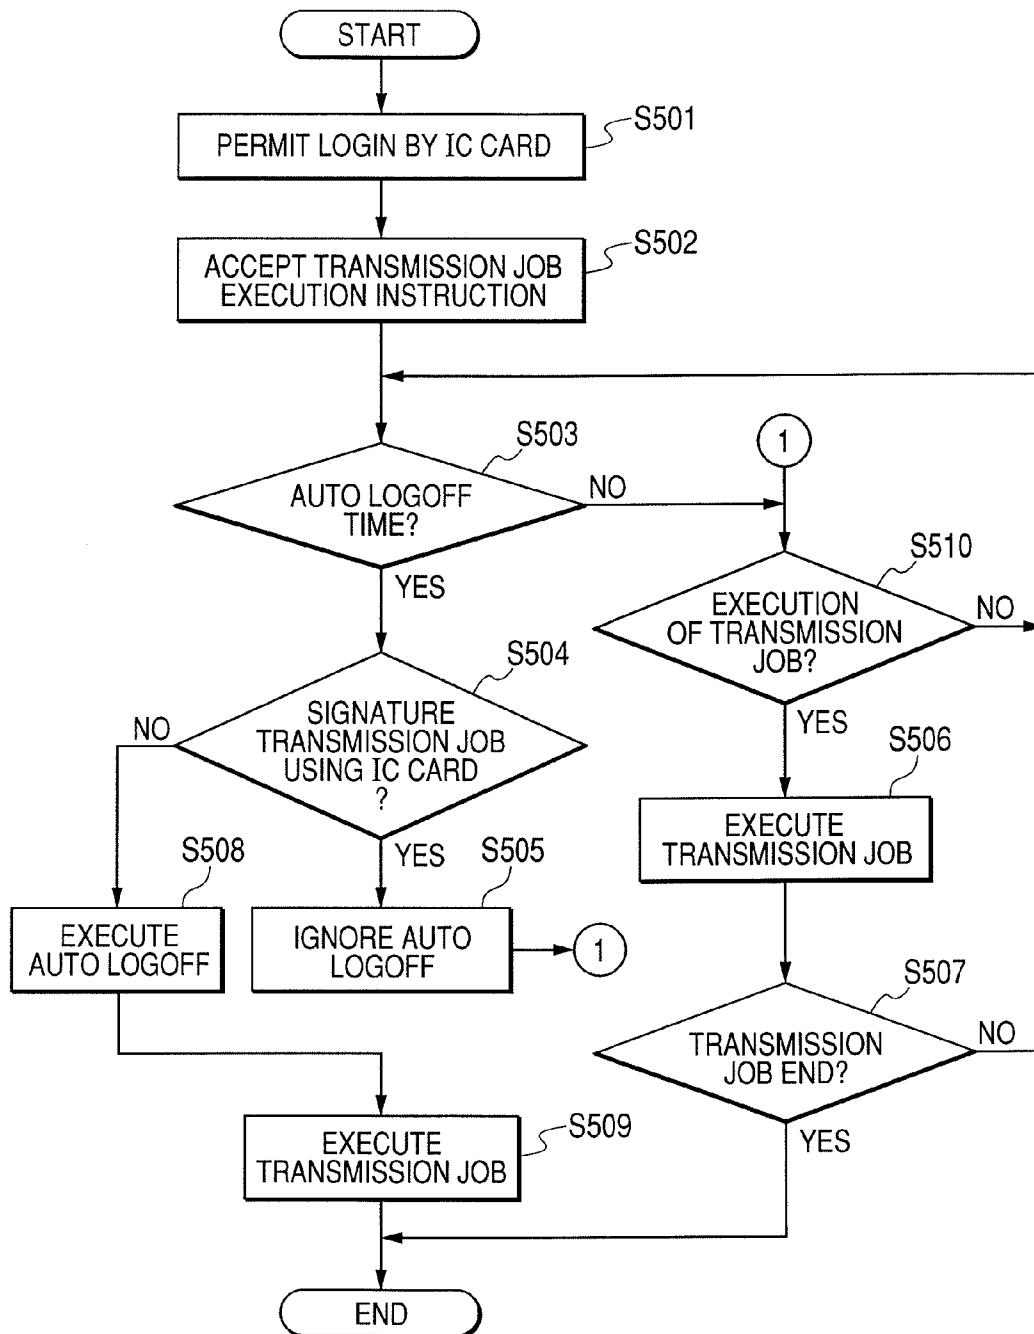 START
S501
PERMIT LOGIN BY IC CARD
S502
ACCEPT TRANSMISSION JOB
EXECUTION INSTRUCTION
S503
AUTO LOGOFF
TIME?
NO
YES
1
S510
EXECUTION
OF TRANSMISSION
JOB?
NO
YES
S504
SIGNATURE
TRANSMISSION JOB
USING IC CARD
?
NO
YES
S506
EXECUTE
TRANSMISSION JOB
S508
EXECUTE
AUTO LOGOFF
S505
IGNORE AUTO
LOGOFF
1
S507
TRANSMISSION
JOB END?
NO
YES
S509
EXECUTE
TRANSMISSION JOB
END